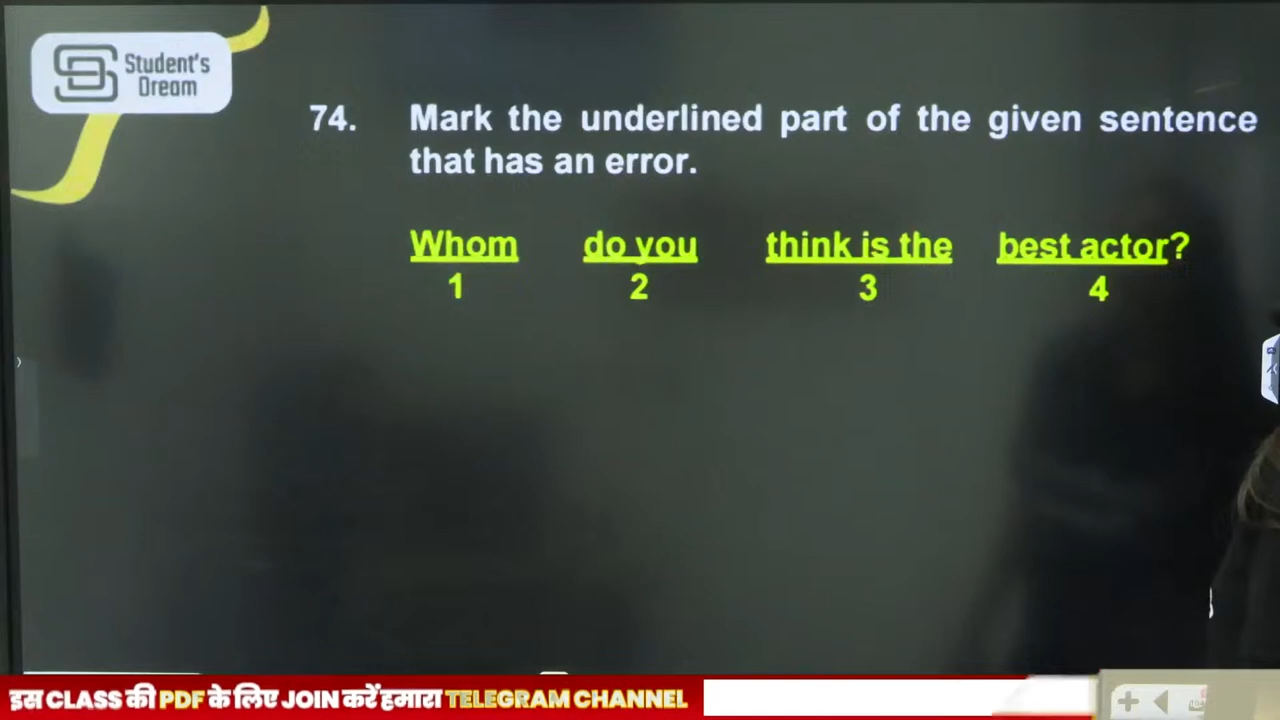 Student's
Dream
74. Mark the underlined part of the given sentence
that has an error.
Whom do you think is the best actor?
1 2 3 4
इस CLASS की PDF के लिए JOIN करें हमारा TELEGRAM CHANNEL